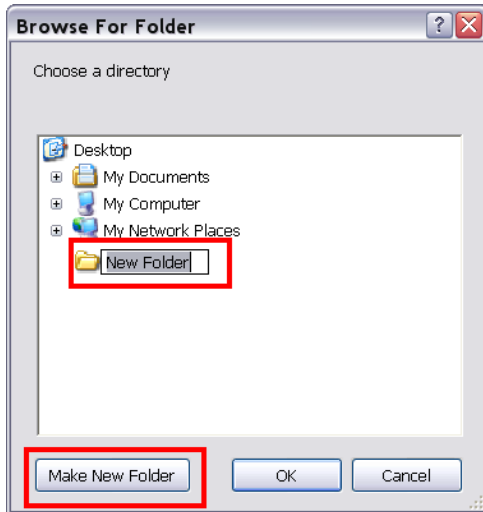 Browse For Folder
Choose a directory
Desktop
My Documents
My Computer
My Network Places
New Folder
Make New Folder OK Cancel